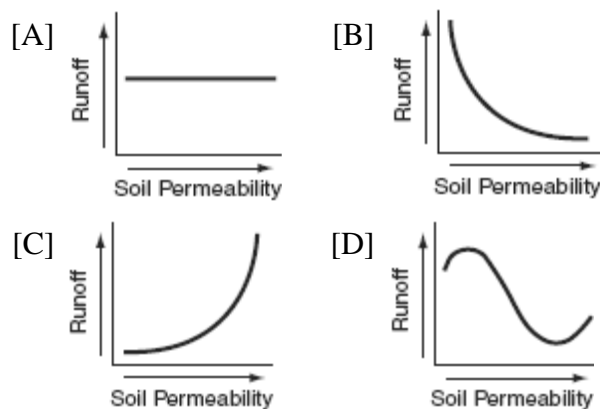 [A]
Runoff
Soil Permeability
[B]
Runoff
Soil Permeability
[C]
Runoff
Soil Permeability
[D]
Runoff
Soil Permeability